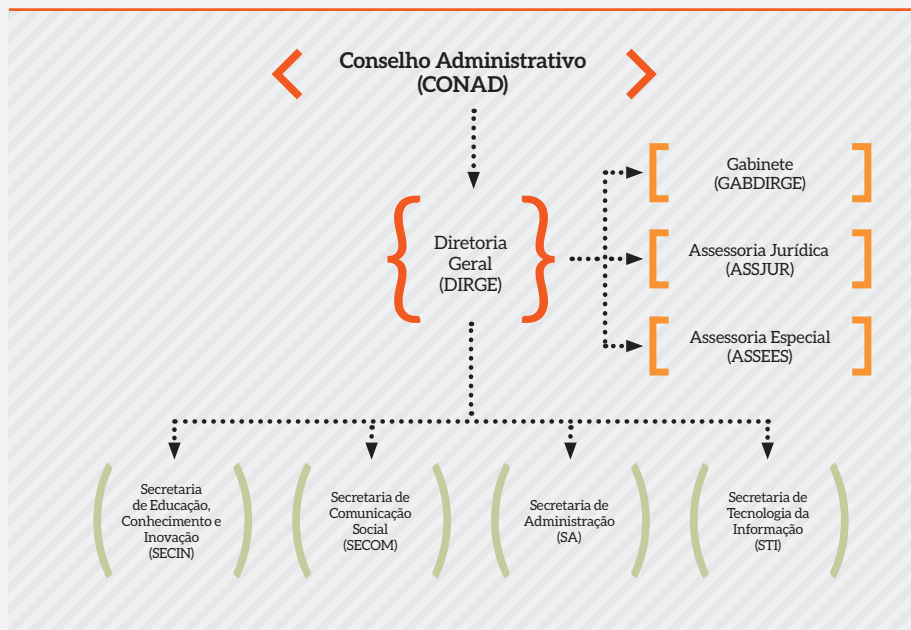 Conselho Administrativo
(CONAD)
Gabinete
(GABDIRGE)
Diretoria
Geral
(DIRGE)
Assessoria Jurídica
(ASSJUR)
Assessoria Especial
(ASSEES)
Secretaria
de Educação,
Conhecimento e
Inovação
(SECIN)
Secretaria de
Comunicação
Social
(SECOM)
Secretaria de
Administração
(SA)
Secretaria de
Tecnologia da
Informação
(STI)